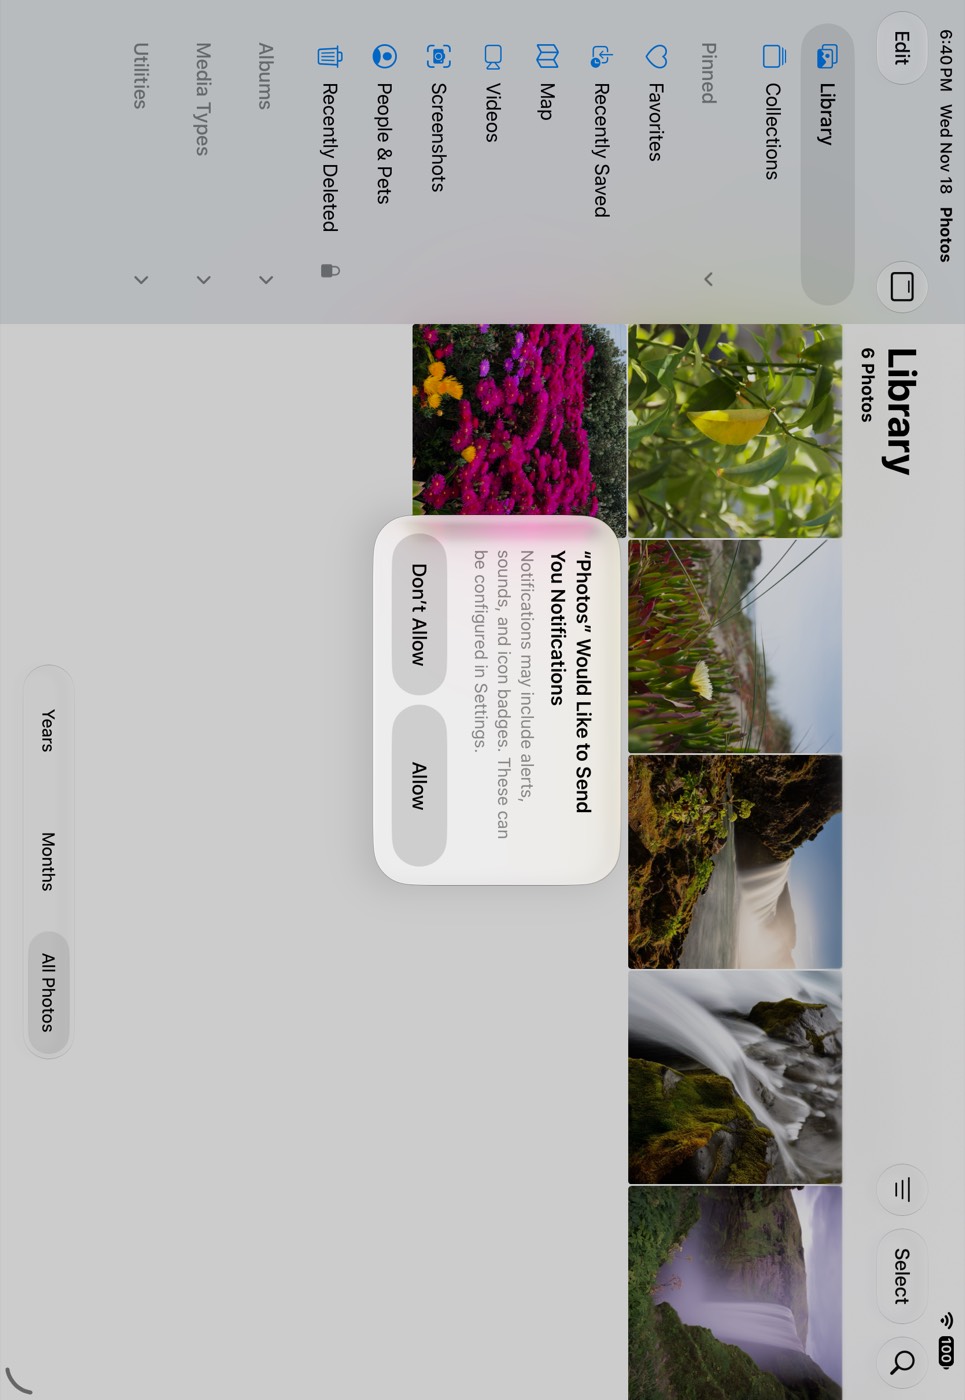 6:40 PM Wed Nov 18 Photos
100
Edit
Library
6 Photos
Select
Library
Collections
Pinned
Favorites
Recently Saved
Map
Videos
Screenshots
People & Pets
Recently Deleted
Albums
Media Types
Utilities
“Photos” Would Like to Send
You Notifications
Notifications may include alerts,
sounds, and icon badges. These can
be configured in Settings.
Don’t Allow
Allow
Years
Months
All Photos